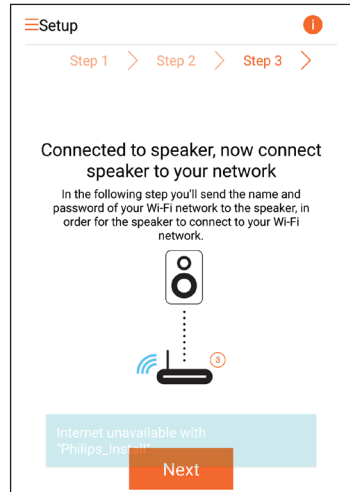 Setup
i
Step 1 > Step 2 > Step 3 >
Connected to speaker, now connect
speaker to your network
In the following step you'll send the name and
password of your Wi-Fi network to the speaker, in
order for the speaker to connect to your Wi-Fi
network.
3
Internet unavailable with
"Philips_Install".
Next